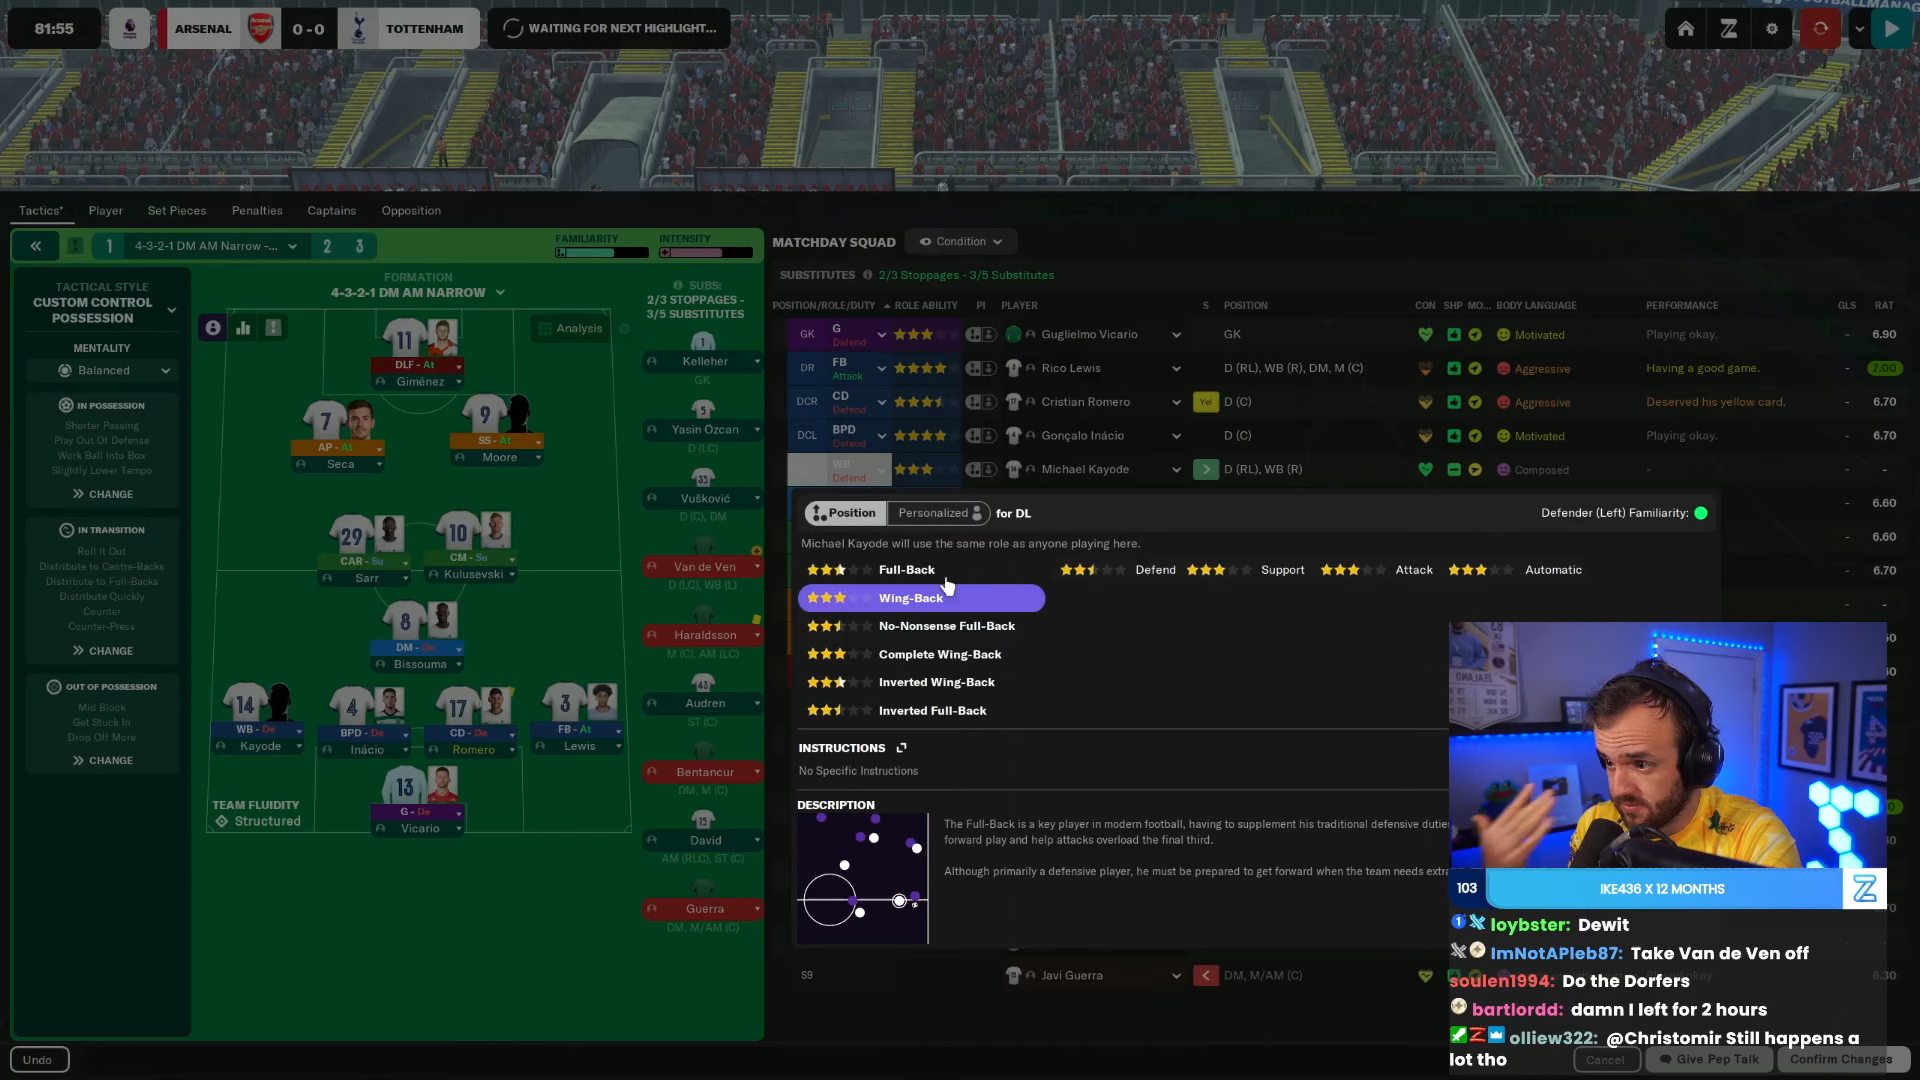 81:55
ARSENAL
0-0
TOTTENHAM
WAITING FOR NEXT HIGHLIGHT...
Tactics* Player Set Pieces Penalties Captains Opposition
1 4-3-2-1 DM AM Narrow -... 2 3
FAMILIARITY
INTENSITY
TACTICAL STYLE
CUSTOM CONTROL
POSSESSION
MENTALITY
Balanced
IN POSSESSION
Shorter Passing
Play Out Of Defense
Work Ball Into Box
Slightly Lower Tempo
CHANGE
IN TRANSITION
Roll It Out
Distribute to Centre-Backs
Distribute to Full-Backs
Distribute Quickly
Counter
Counter-Press
CHANGE
OUT OF POSSESSION
Mid Block
Get Stuck In
Drop Off More
CHANGE
FORMATION
4-3-2-1 DM AM NARROW
Analysis
11
DLF - At
Giménez
7
AP - At
Seca
9
SS - At
Moore
29
CAR - Su
Sarr
10
CM - Su
Kulusevski
8
DM - De
Bissouma
14
WB - De
Kayode
4
BPD - De
Inácio
17
CD - De
Romero
3
FB - At
Lewis
13
G - De
Vicario
TEAM FLUIDITY
Structured
SUBS:
2/3 STOPPAGES -
3/5 SUBSTITUTES
1
Kelleher
GK
5
Yasin Özcan
D (LC)
35
Vušković
D (C), DM
Van de Ven
D (LC), WB (L)
Haraldsson
M (C), AM (LC)
43
Audren
ST (C)
Bentancur
DM, M (C)
15
David
AM (RLC), ST (C)
Guerra
DM, M/AM (C)
MATCHDAY SQUAD
Condition
SUBSTITUTES 2/3 Stoppages - 3/5 Substitutes
POSITION/ROLE/DUTY ROLE ABILITY PI PLAYER S POSITION CON SHP MO... BODY LANGUAGE PERFORMANCE GLS RAT
GK G Defend Guglielmo Vicario GK Motivated Playing okay. - 6.90
DR FB Attack Rico Lewis D (RL), WB (R), DM, M (C) Aggressive Having a good game. - 7.00
DCR CD Defend Cristian Romero Yel D (C) Aggressive Deserved his yellow card. - 6.70
DCL BPD Defend Gonçalo Inácio D (C) Motivated Playing okay. - 6.70
WB Defend Michael Kayode D (RL), WB (R) Composed - - -
- 6.60
- 6.60
- 6.70
Position Personalized for DL
Defender (Left) Familiarity:
Michael Kayode will use the same role as anyone playing here.
Full-Back
Defend Support Attack Automatic
Wing-Back
No-Nonsense Full-Back
Complete Wing-Back
Inverted Wing-Back
Inverted Full-Back
INSTRUCTIONS
No Specific Instructions
DESCRIPTION
The Full-Back is a key player in modern football, having to supplement his traditional defensive dutie
forward play and help attacks overload the final third.
Although primarily a defensive player, he must be prepared to get forward when the team needs extra
S9 Javi Guerra DM, M/AM (C) 6.30
103 IKE436 X 12 MONTHS
loybster: Dewit
ImNotAPleb87: Take Van de Ven off
soulen1994: Do the Dorfers
bartlordd: damn I left for 2 hours
olliew322: @Christomir Still happens a
lot tho
Undo
Cancel
Give Pep Talk
Confirm Changes